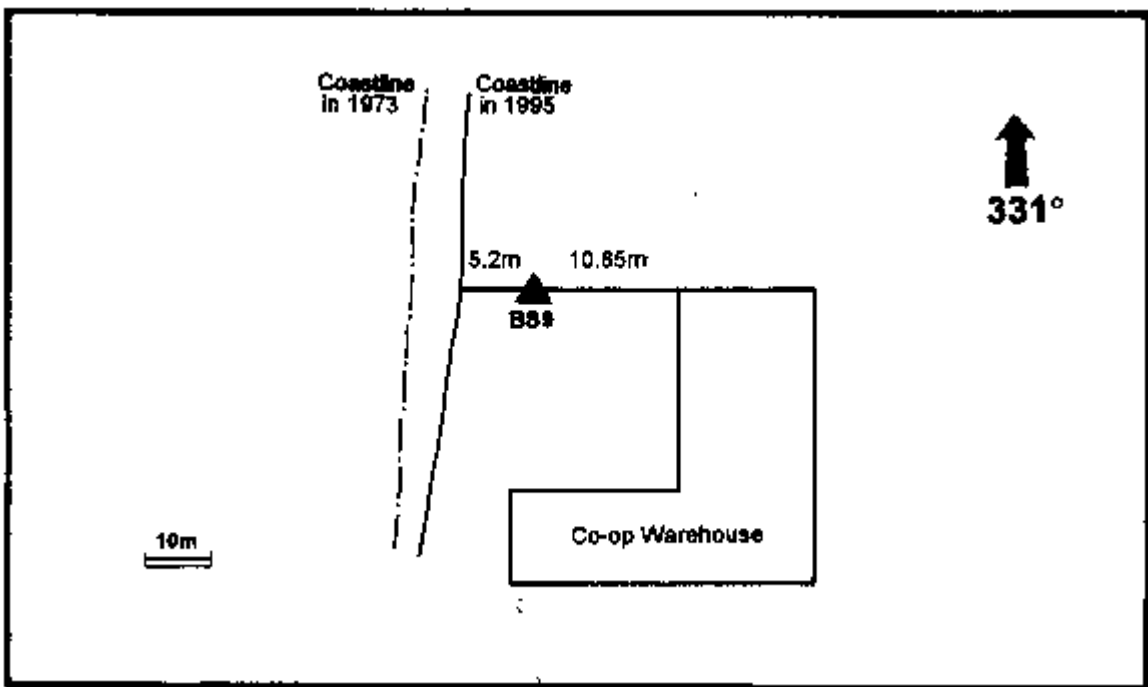 Coastline
in 1973
Coastline
in 1995
331°
5.2m
10.65m
Co-op Warehouse
10m